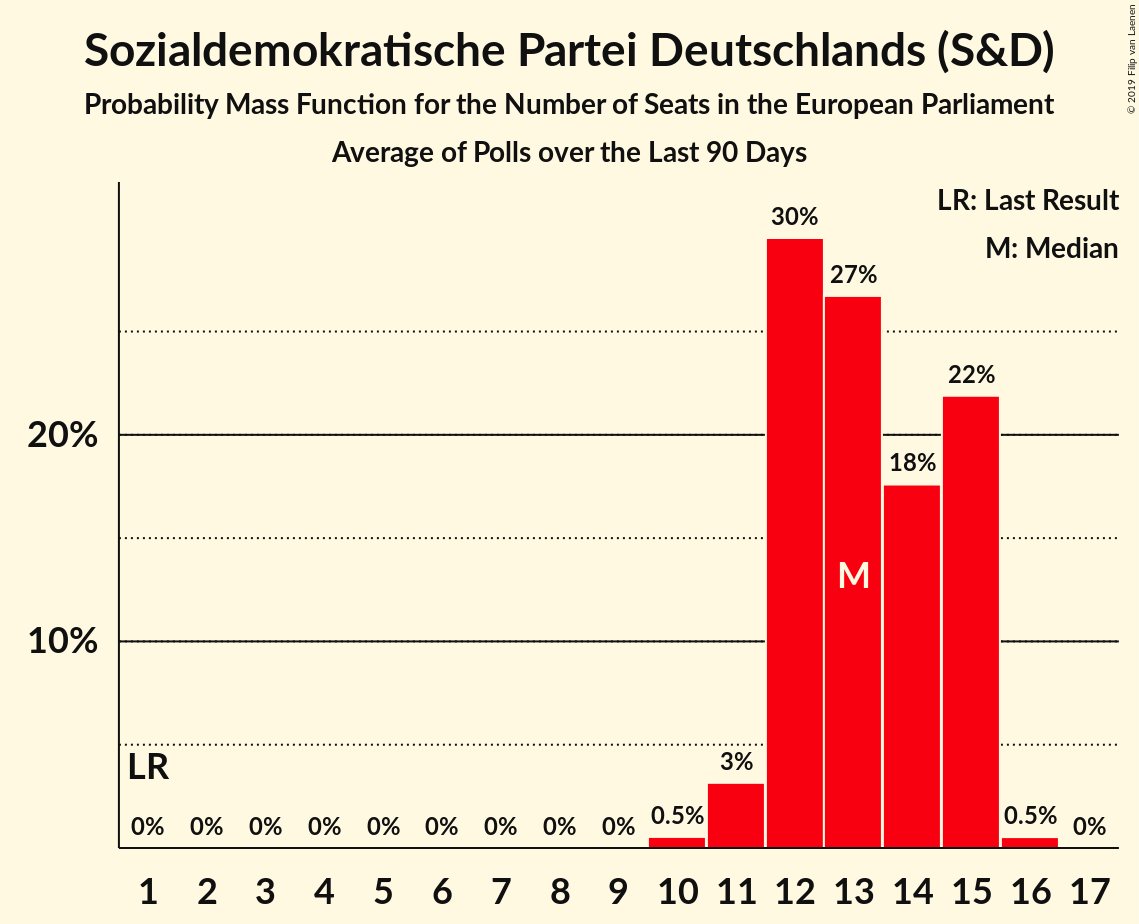 Sozialdemokratische Partei Deutschlands (S&D)
Probability Mass Function for the Number of Seats in the European Parliament
Average of Polls over the Last 90 Days
© 2019 Filip van Laenen
LR: Last Result
M: Median
30%
27%
22%
20%
18%
M
10%
LR
3%
0% 0% 0% 0% 0% 0% 0% 0% 0% 0.5% 0.5% 0%
1 2 3 4 5 6 7 8 9 10 11 12 13 14 15 16 17